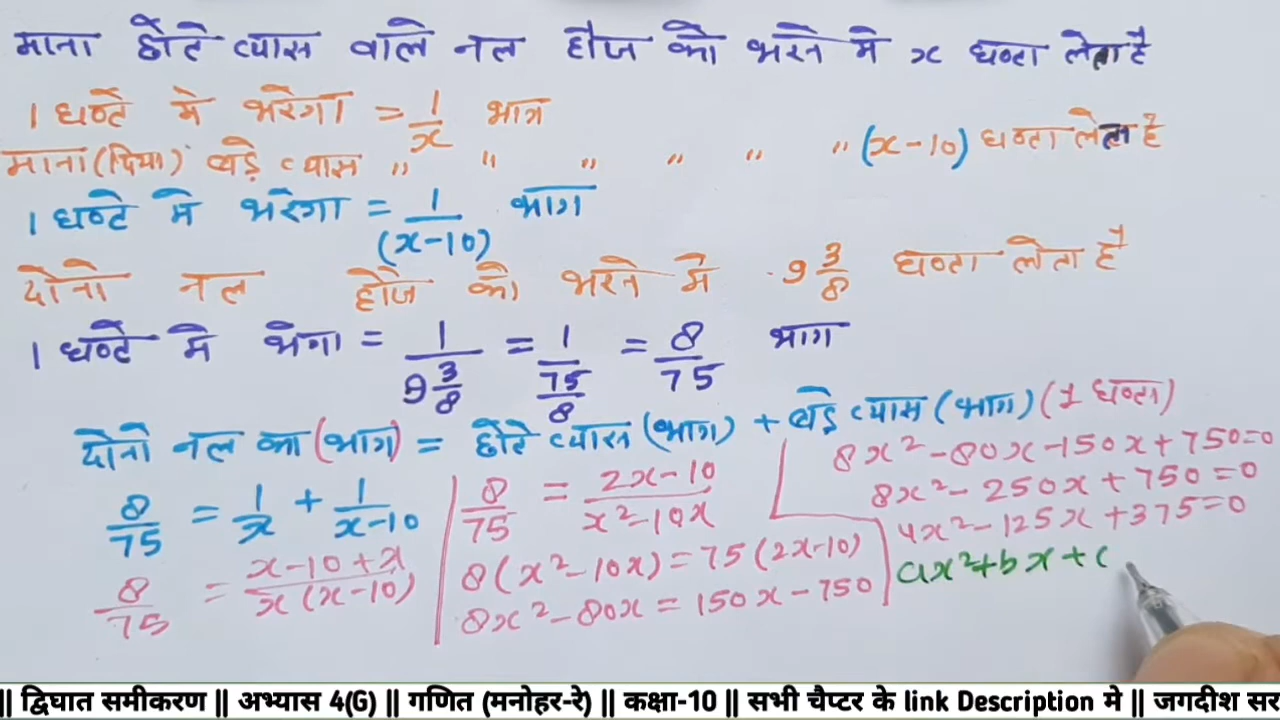 माना छोटे व्यास वाले नल हौज को भरने मे x घण्टा लेता है
1 घण्टे मे भरेगा = 1/x भाग
माना (दिया) बड़े व्यास " " " " " " (x-10) घण्टा लेता है
1 घण्टे मे भरेगा = 1/(x-10) भाग
दोनो नल हौज को भरने मे 9 3/8 घण्टा लेता है
1 घण्टे मे भेगा = 1/(9 3/8) = 1/(75/8) = 8/75 भाग
दोनो नल का (भाग) = छोटे व्यास (भाग) + बड़े व्यास (भाग) (1 घण्टा)
8/75 = 1/x + 1/(x-10)
8/75 = (x-10+x)/(x(x-10))
8/75 = (2x-10)/(x²-10x)
8(x²-10x) = 75(2x-10)
8x²-80x = 150x-750
8x²-80x-150x+750=0
8x²-250x+750=0
4x²-125x+375=0
ax²+bx+c
|| द्विघात समीकरण || अभ्यास 4(G) || गणित (मनोहर-रे) || कक्षा-10 || सभी चैप्टर के link Description मे || जगदीश सर